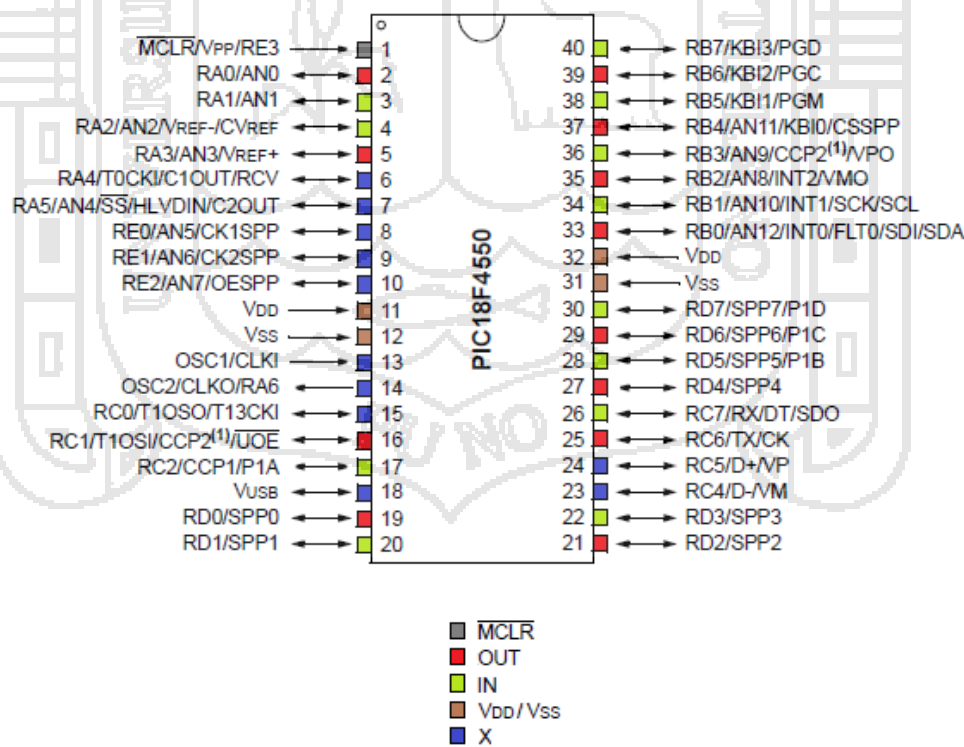 MCLR/VPP/RE3 1
RA0/AN0 2
RA1/AN1 3
RA2/AN2/VREF-/CVREF 4
RA3/AN3/VREF+ 5
RA4/T0CKI/C1OUT/RCV 6
RA5/AN4/SS/HLVDIN/C2OUT 7
RE0/AN5/CK1SPP 8
RE1/AN6/CK2SPP 9
RE2/AN7/OESPP 10
VDD 11
VSS 12
OSC1/CLKI 13
OSC2/CLKO/RA6 14
RC0/T1OSO/T13CKI 15
RC1/T1OSI/CCP2(1)/UOE 16
RC2/CCP1/P1A 17
VUSB 18
RD0/SPP0 19
RD1/SPP1 20
PIC18F4550
40 RB7/KBI3/PGD
39 RB6/KBI2/PGC
38 RB5/KBI1/PGM
37 RB4/AN11/KBI0/CSSPP
36 RB3/AN9/CCP2(1)/VPO
35 RB2/AN8/INT2/VMO
34 RB1/AN10/INT1/SCK/SCL
33 RB0/AN12/INT0/FLT0/SDI/SDA
32 VDD
31 VSS
30 RD7/SPP7/P1D
29 RD6/SPP6/P1C
28 RD5/SPP5/P1B
27 RD4/SPP4
26 RC7/RX/DT/SDO
25 RC6/TX/CK
24 RC5/D+/VP
23 RC4/D-/VM
22 RD3/SPP3
21 RD2/SPP2
MCLR
OUT
IN
VDD / VSS
X